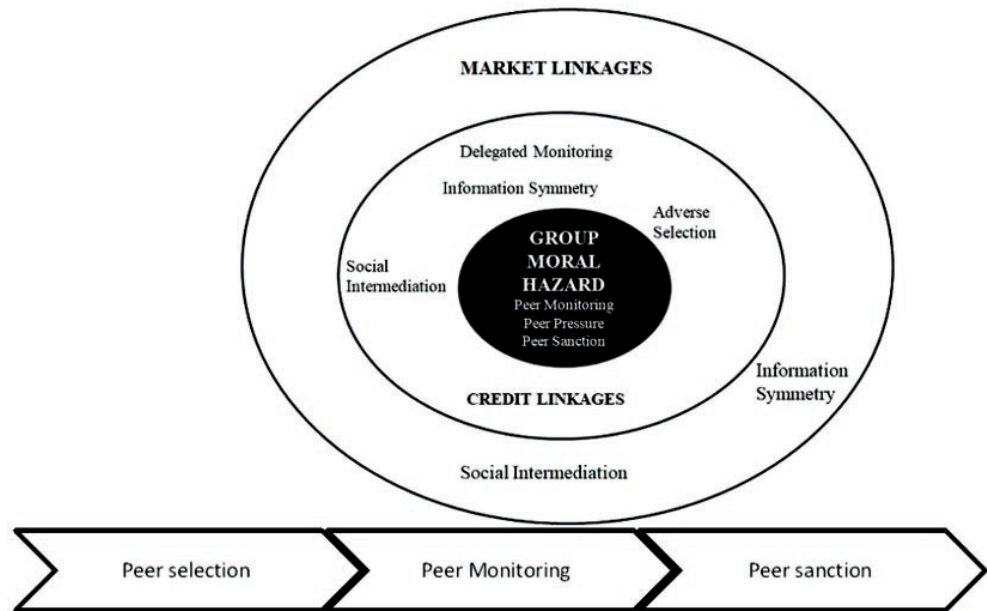 MARKET LINKAGES
Delegated Monitoring
Information Symmetry
Adverse
Selection
GROUP
MORAL
HAZARD
Peer Monitoring
Peer Pressure
Peer Sanction
Social
Intermediation
CREDIT LINKAGES
Information
Symmetry
Social Intermediation
Peer selection
Peer Monitoring
Peer sanction